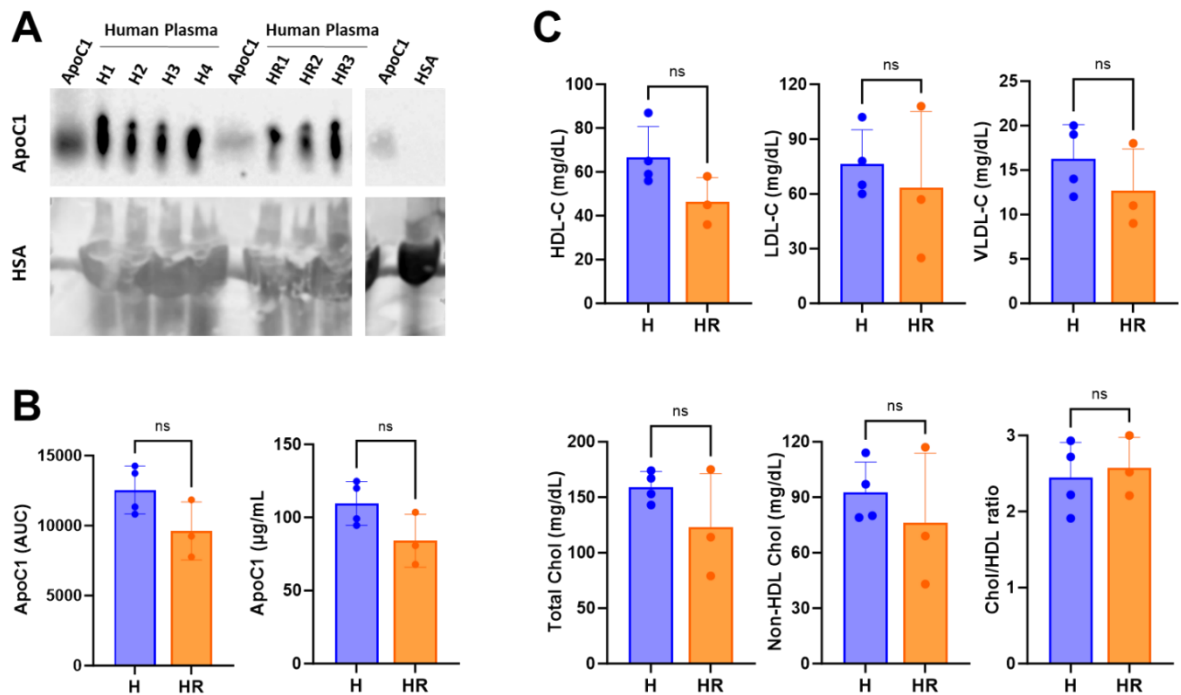 A
Human Plasma
Human Plasma
ApoC1
H1
H2
H3
H4
ApoC1
HR1
HR2
HR3
ApoC1
HSA
ApoC1
HSA
B
ns
15000
10000
5000
0
ApoC1 (AUC)
H
HR
ns
150
100
50
0
ApoC1 (µg/mL
H
HR
C
ns
100
80
60
40
20
0
HDL-C (mg/dL)
H
HR
ns
120
90
60
30
0
LDL-C (mg/dL)
H
HR
ns
25
20
15
10
5
0
VLDL-C (mg/dL)
H
HR
ns
200
150
100
50
0
Total Chol (mg/dL)
H
HR
ns
120
90
60
30
0
Non-HDL Chol (mg/dL)
H
HR
ns
3
2
1
0
Chol/HDL ratio
H
HR